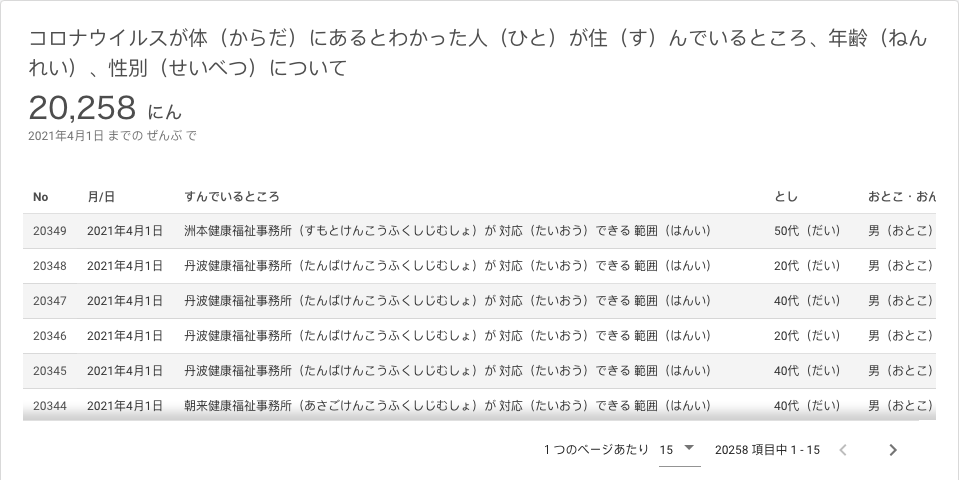 コロナウイルスが体（からだ）にあるとわかった人（ひと）が住（す）んでいるところ、年齢（ねん
れい）、性別（せいべつ）について
20,258 にん
2021年4月1日 までの ぜんぶ で
No 月/日 すんでいるところ とし おとこ・おん
20349 2021年4月1日 洲本健康福祉事務所（すもとけんこうふくしじむしょ）が 対応（たいおう）できる 範囲（はんい） 50代（だい） 男（おとこ）
20348 2021年4月1日 丹波健康福祉事務所（たんばけんこうふくしじむしょ）が 対応（たいおう）できる 範囲（はんい） 20代（だい） 男（おとこ）
20347 2021年4月1日 丹波健康福祉事務所（たんばけんこうふくしじむしょ）が 対応（たいおう）できる 範囲（はんい） 40代（だい） 男（おとこ）
20346 2021年4月1日 丹波健康福祉事務所（たんばけんこうふくしじむしょ）が 対応（たいおう）できる 範囲（はんい） 20代（だい） 男（おとこ）
20345 2021年4月1日 丹波健康福祉事務所（たんばけんこうふくしじむしょ）が 対応（たいおう）できる 範囲（はんい） 40代（だい） 男（おとこ）
20344 2021年4月1日 朝来健康福祉事務所（あさごけんこうふくしじむしょ）が 対応（たいおう）できる 範囲（はんい） 40代（だい） 男（おとこ）
1 つのページあたり 15 20258 項目中 1 - 15